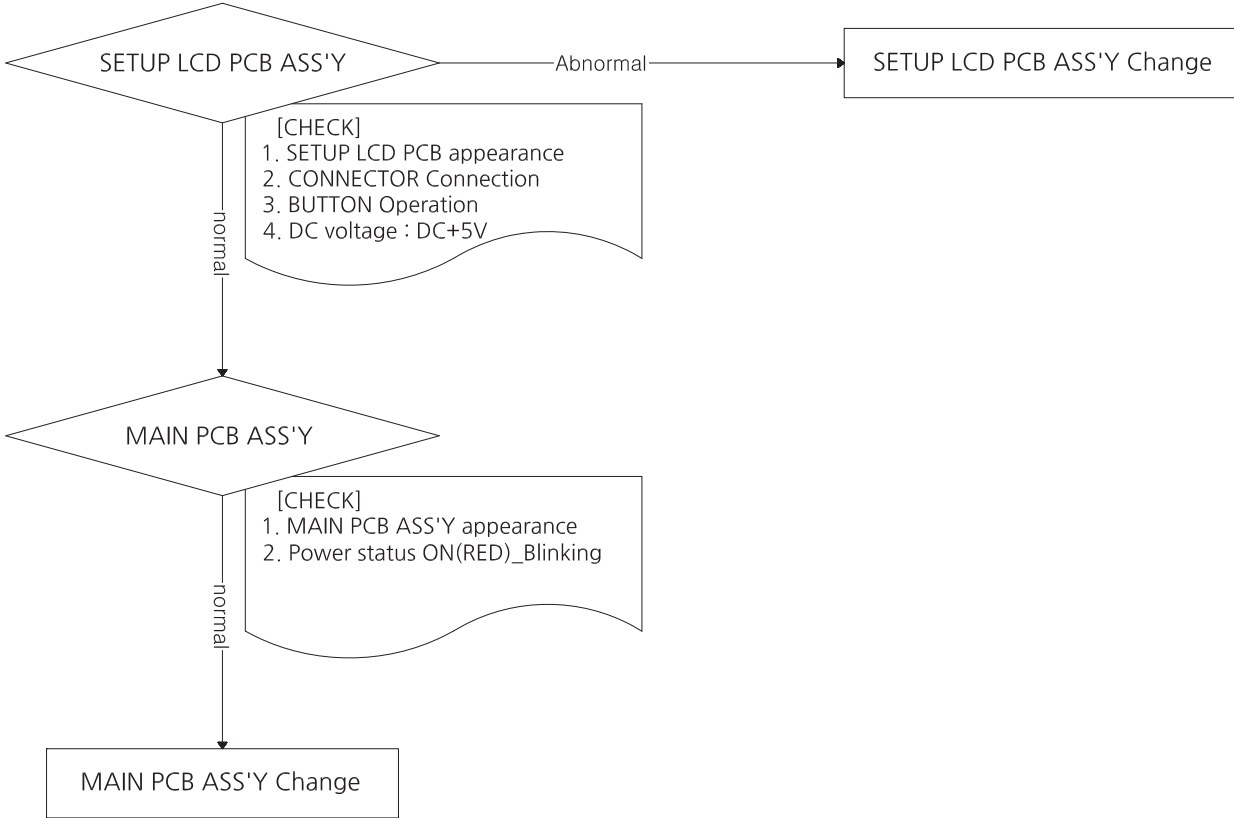 SETUP LCD PCB ASS'Y
Abnormal
SETUP LCD PCB ASS'Y Change
[CHECK]
1. SETUP LCD PCB appearance
2. CONNECTOR Connection
3. BUTTON Operation
4. DC voltage : DC+5V
normal
MAIN PCB ASS'Y
[CHECK]
1. MAIN PCB ASS'Y appearance
2. Power status ON(RED)_Blinking
normal
MAIN PCB ASS'Y Change